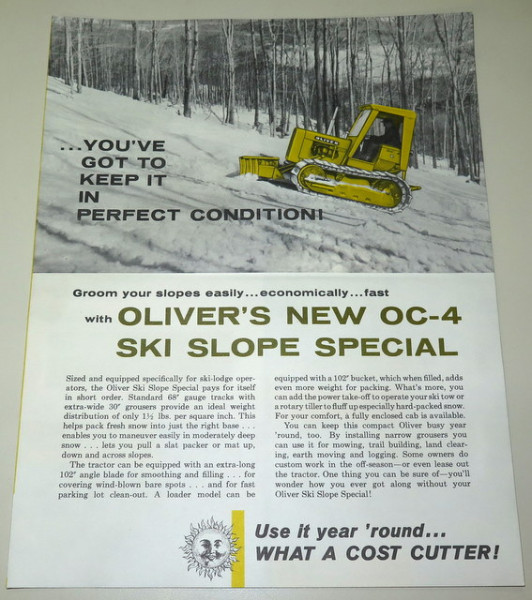 ...YOU'VE
GOT TO
KEEP IT
IN
PERFECT CONDITION!
OLIVER
Groom your slopes easily...economically...fast
with OLIVER'S NEW OC-4
SKI SLOPE SPECIAL
Sized and equipped specifically for ski-lodge oper-
ators, the Oliver Ski Slope Special pays for itself
in short order. Standard 68" gauge tracks with
extra-wide 30" grousers provide an ideal weight
distribution of only 1½ lbs. per square inch. This
helps pack fresh snow into just the right base . . .
enables you to maneuver easily in moderately deep
snow . . . lets you pull a slat packer or mat up,
down and across slopes.
The tractor can be equipped with an extra-long
102" angle blade for smoothing and filling . . . for
covering wind-blown bare spots . . . and for fast
parking lot clean-out. A loader model can be
equipped with a 102" bucket, which when filled, adds
even more weight for packing. What's more, you
can add the power take-off to operate your ski tow or
a rotary tiller to fluff up especially hard-packed snow.
For your comfort, a fully enclosed cab is available.
You can keep this compact Oliver busy year
'round, too. By installing narrow grousers you
can use it for mowing, trail building, land clear-
ing, earth moving and logging. Some owners do
custom work in the off-season—or even lease out
the tractor. One thing you can be sure of—you'll
wonder how you ever got along without your
Oliver Ski Slope Special!
Use it year 'round...
WHAT A COST CUTTER!